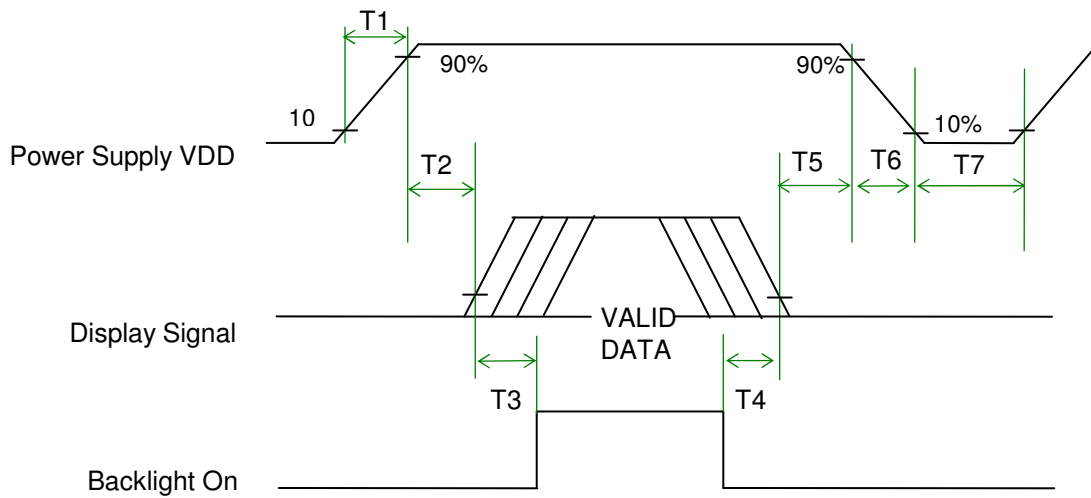 T1
90%
90%
10
10%
Power Supply VDD
T2
T5
T6
T7
VALID
DATA
Display Signal
T3
T4
Backlight On